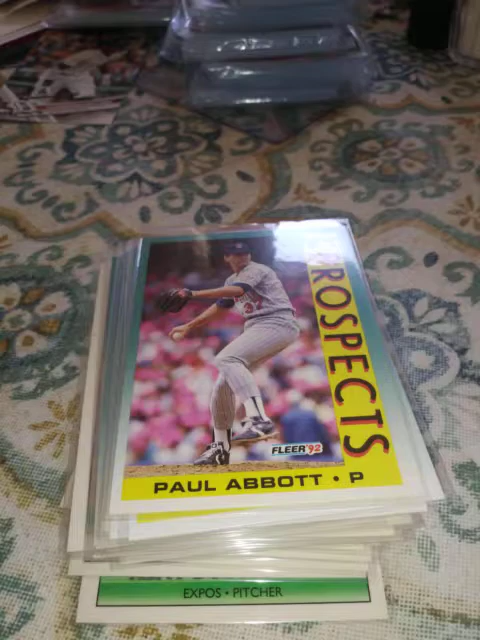 PROSPECTS
FLEER '92
PAUL ABBOTT • P
EXPOS • PITCHER